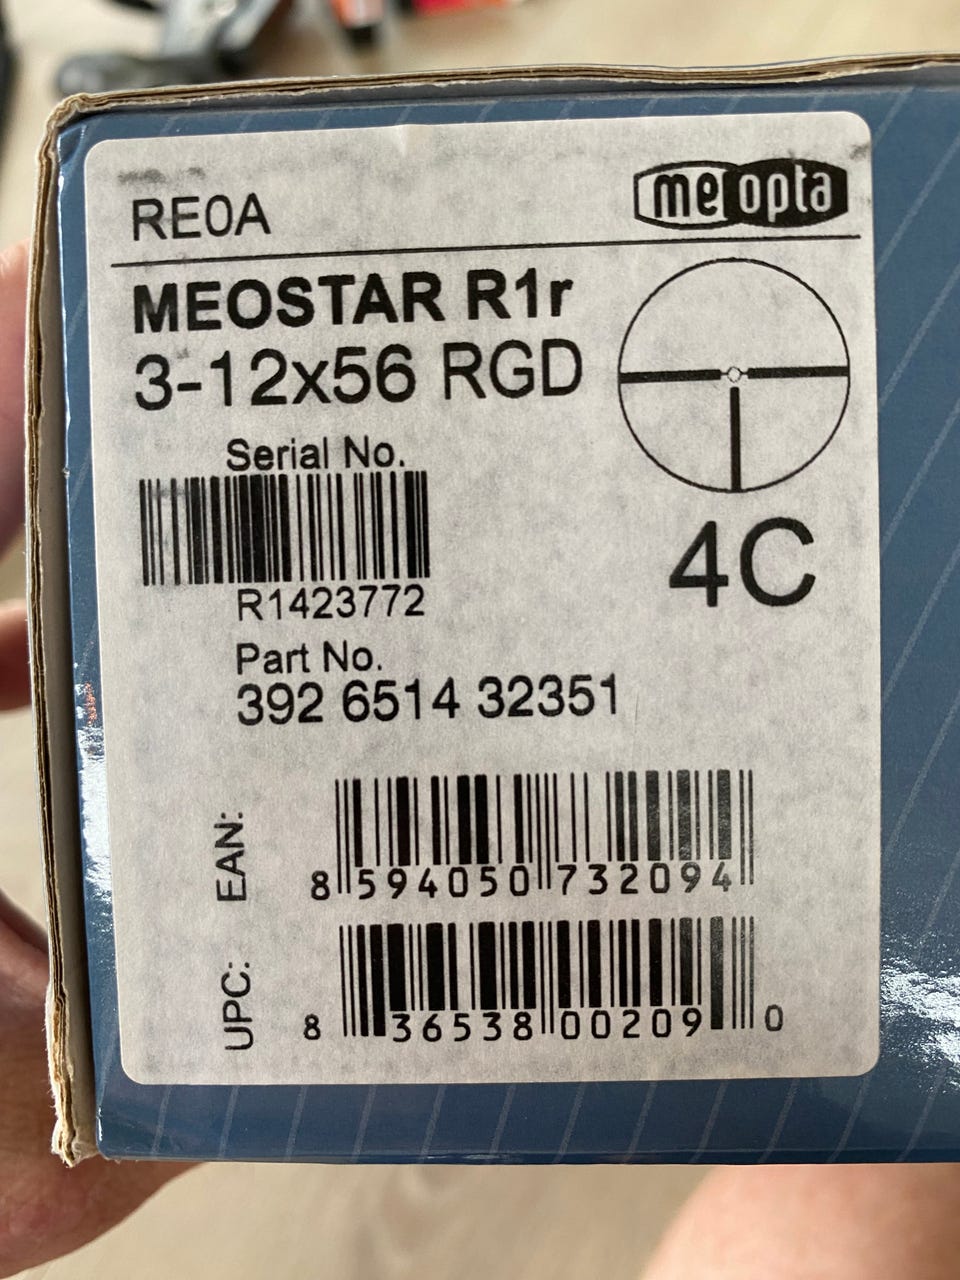 RE0A
meopta
MEOSTAR R1r
3-12x56 RGD
Serial No.
R1423772
4C
Part No.
392 6514 32351
EAN:
8 594050 732094
UPC:
8 36538 00209 0